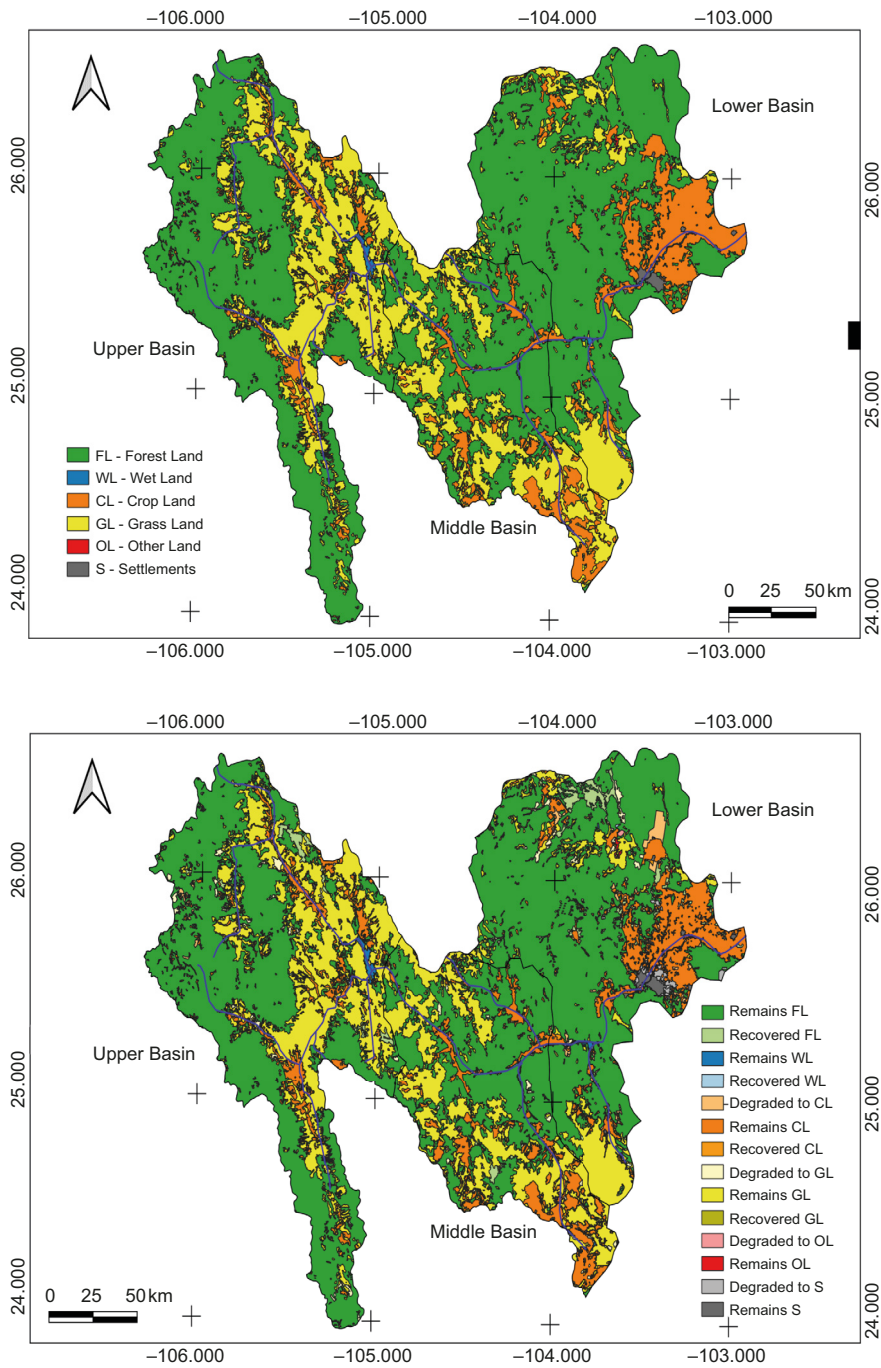 −106.000 −105.000 −104.000 −103.000
Lower Basin
26.000 26.000
Upper Basin
25.000 25.000
FL - Forest Land
WL - Wet Land
CL - Crop Land
GL - Grass Land
OL - Other Land
S - Settlements
Middle Basin
24.000 24.000
0 25 50 km
−106.000 −105.000 −104.000 −103.000
−106.000 −105.000 −104.000 −103.000
Lower Basin
26.000 26.000
Upper Basin
25.000 25.000
Remains FL
Recovered FL
Remains WL
Recovered WL
Degraded to CL
Remains CL
Recovered CL
Degraded to GL
Remains GL
Recovered GL
Degraded to OL
Remains OL
Degraded to S
Remains S
Middle Basin
24.000 24.000
0 25 50 km
−106.000 −105.000 −104.000 −103.000